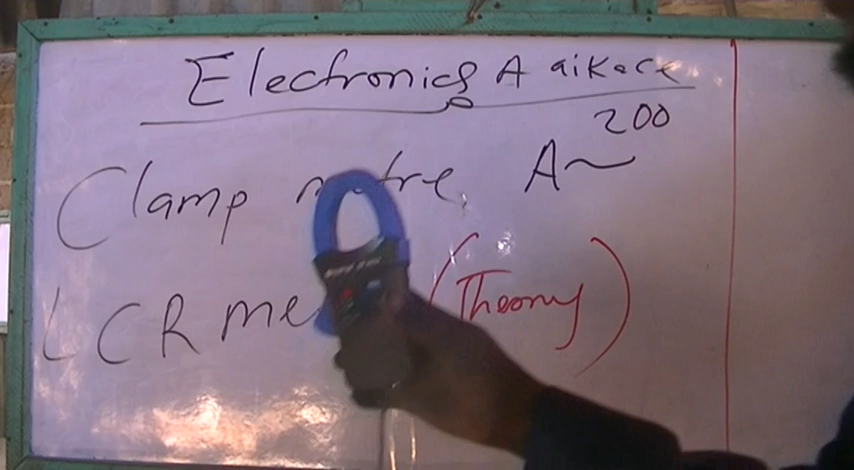 Electronics A aikace
Clamp metre, A~ 200
LCR me
(Theory)